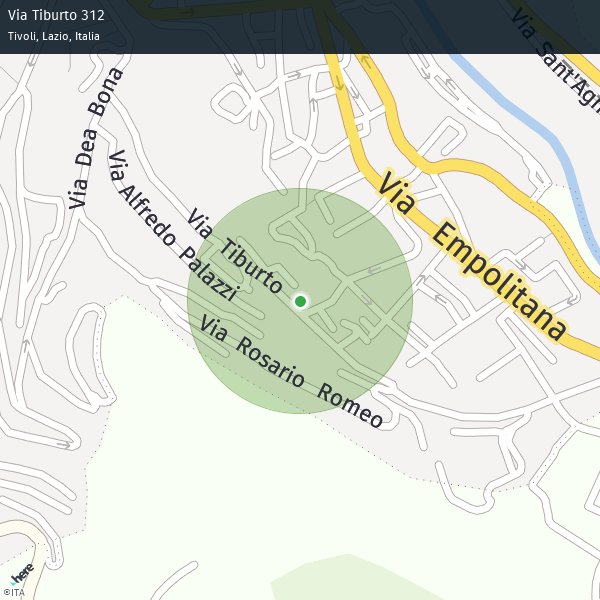 Via Tiburto 312
Tivoli, Lazio, Italia
Via Sant'Agn
Via Dea Bona
Via Alfredo Palazzi
Via Tiburto
Via Empolitana
Via Rosario Romeo
here
©ITA